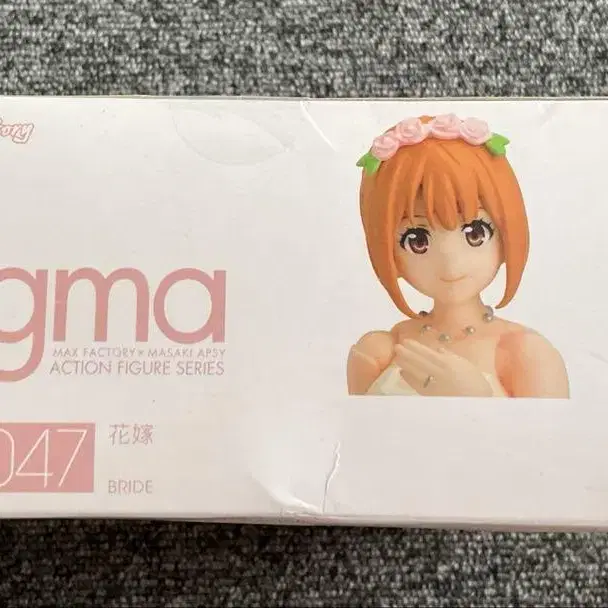 gma
MAX FACTORY × MASAKI APSY
ACTION FIGURE SERIES
047
花嫁
BRIDE